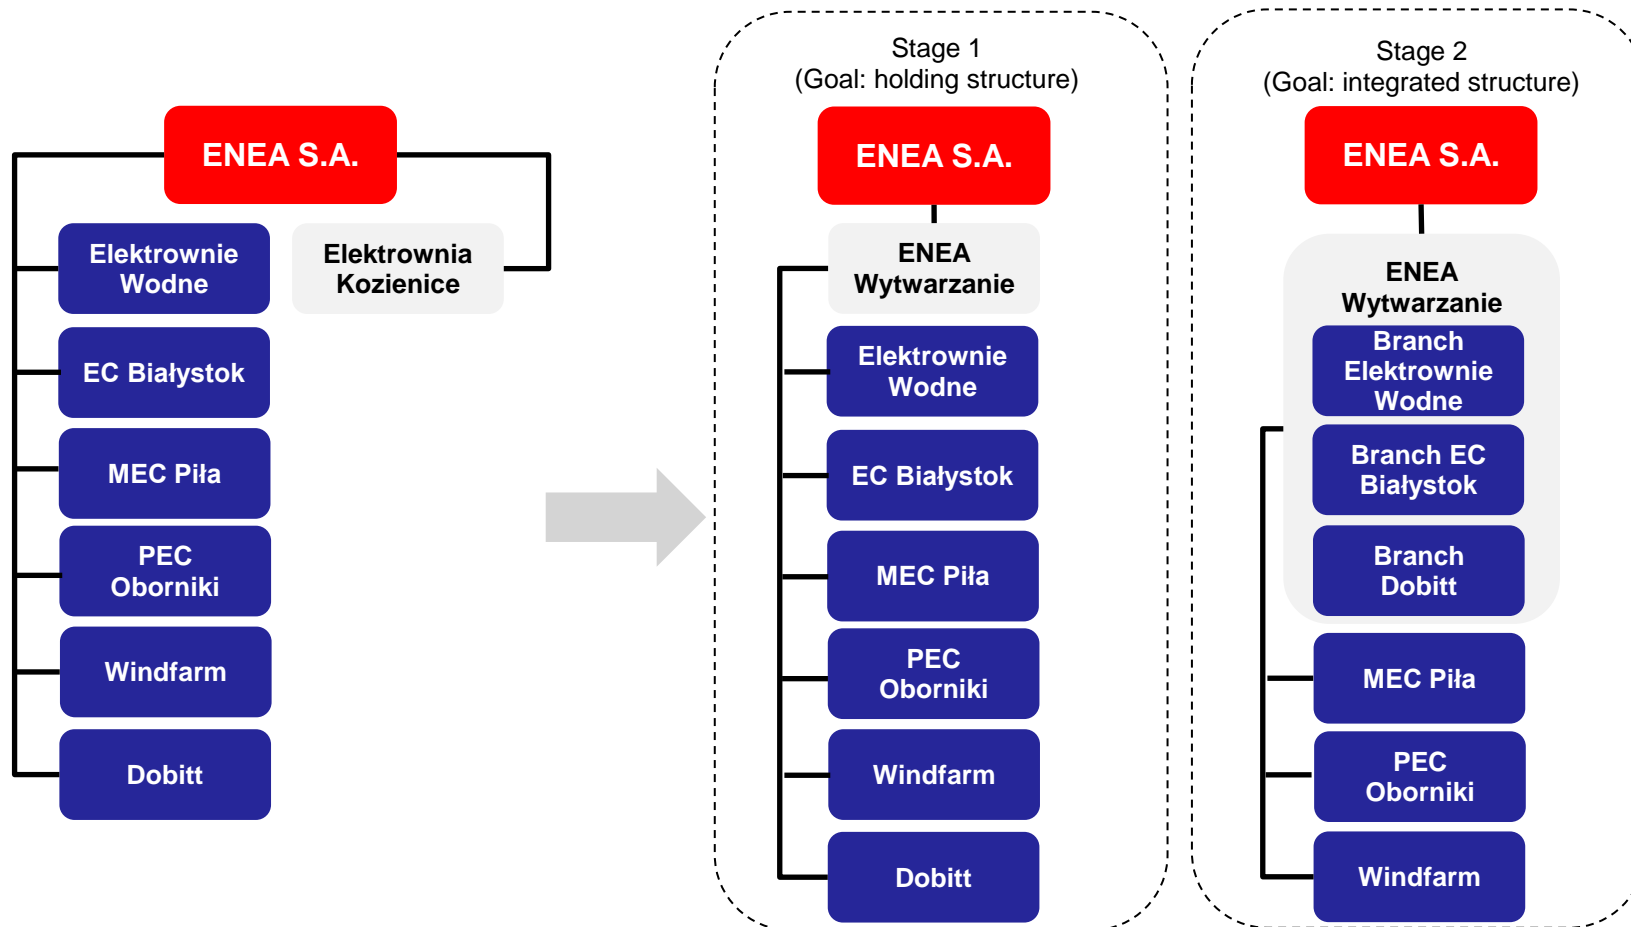 ENEA S.A.
Elektrownie
Wodne
Elektrownia
Kozienice
EC Białystok
MEC Piła
PEC
Oborniki
Windfarm
Dobitt
Stage 1
(Goal: holding structure)
ENEA S.A.
ENEA
Wytwarzanie
Elektrownie
Wodne
EC Białystok
MEC Piła
PEC
Oborniki
Windfarm
Dobitt
Stage 2
(Goal: integrated structure)
ENEA S.A.
ENEA
Wytwarzanie
Branch
Elektrownie
Wodne
Branch EC
Białystok
Branch
Dobitt
MEC Piła
PEC
Oborniki
Windfarm